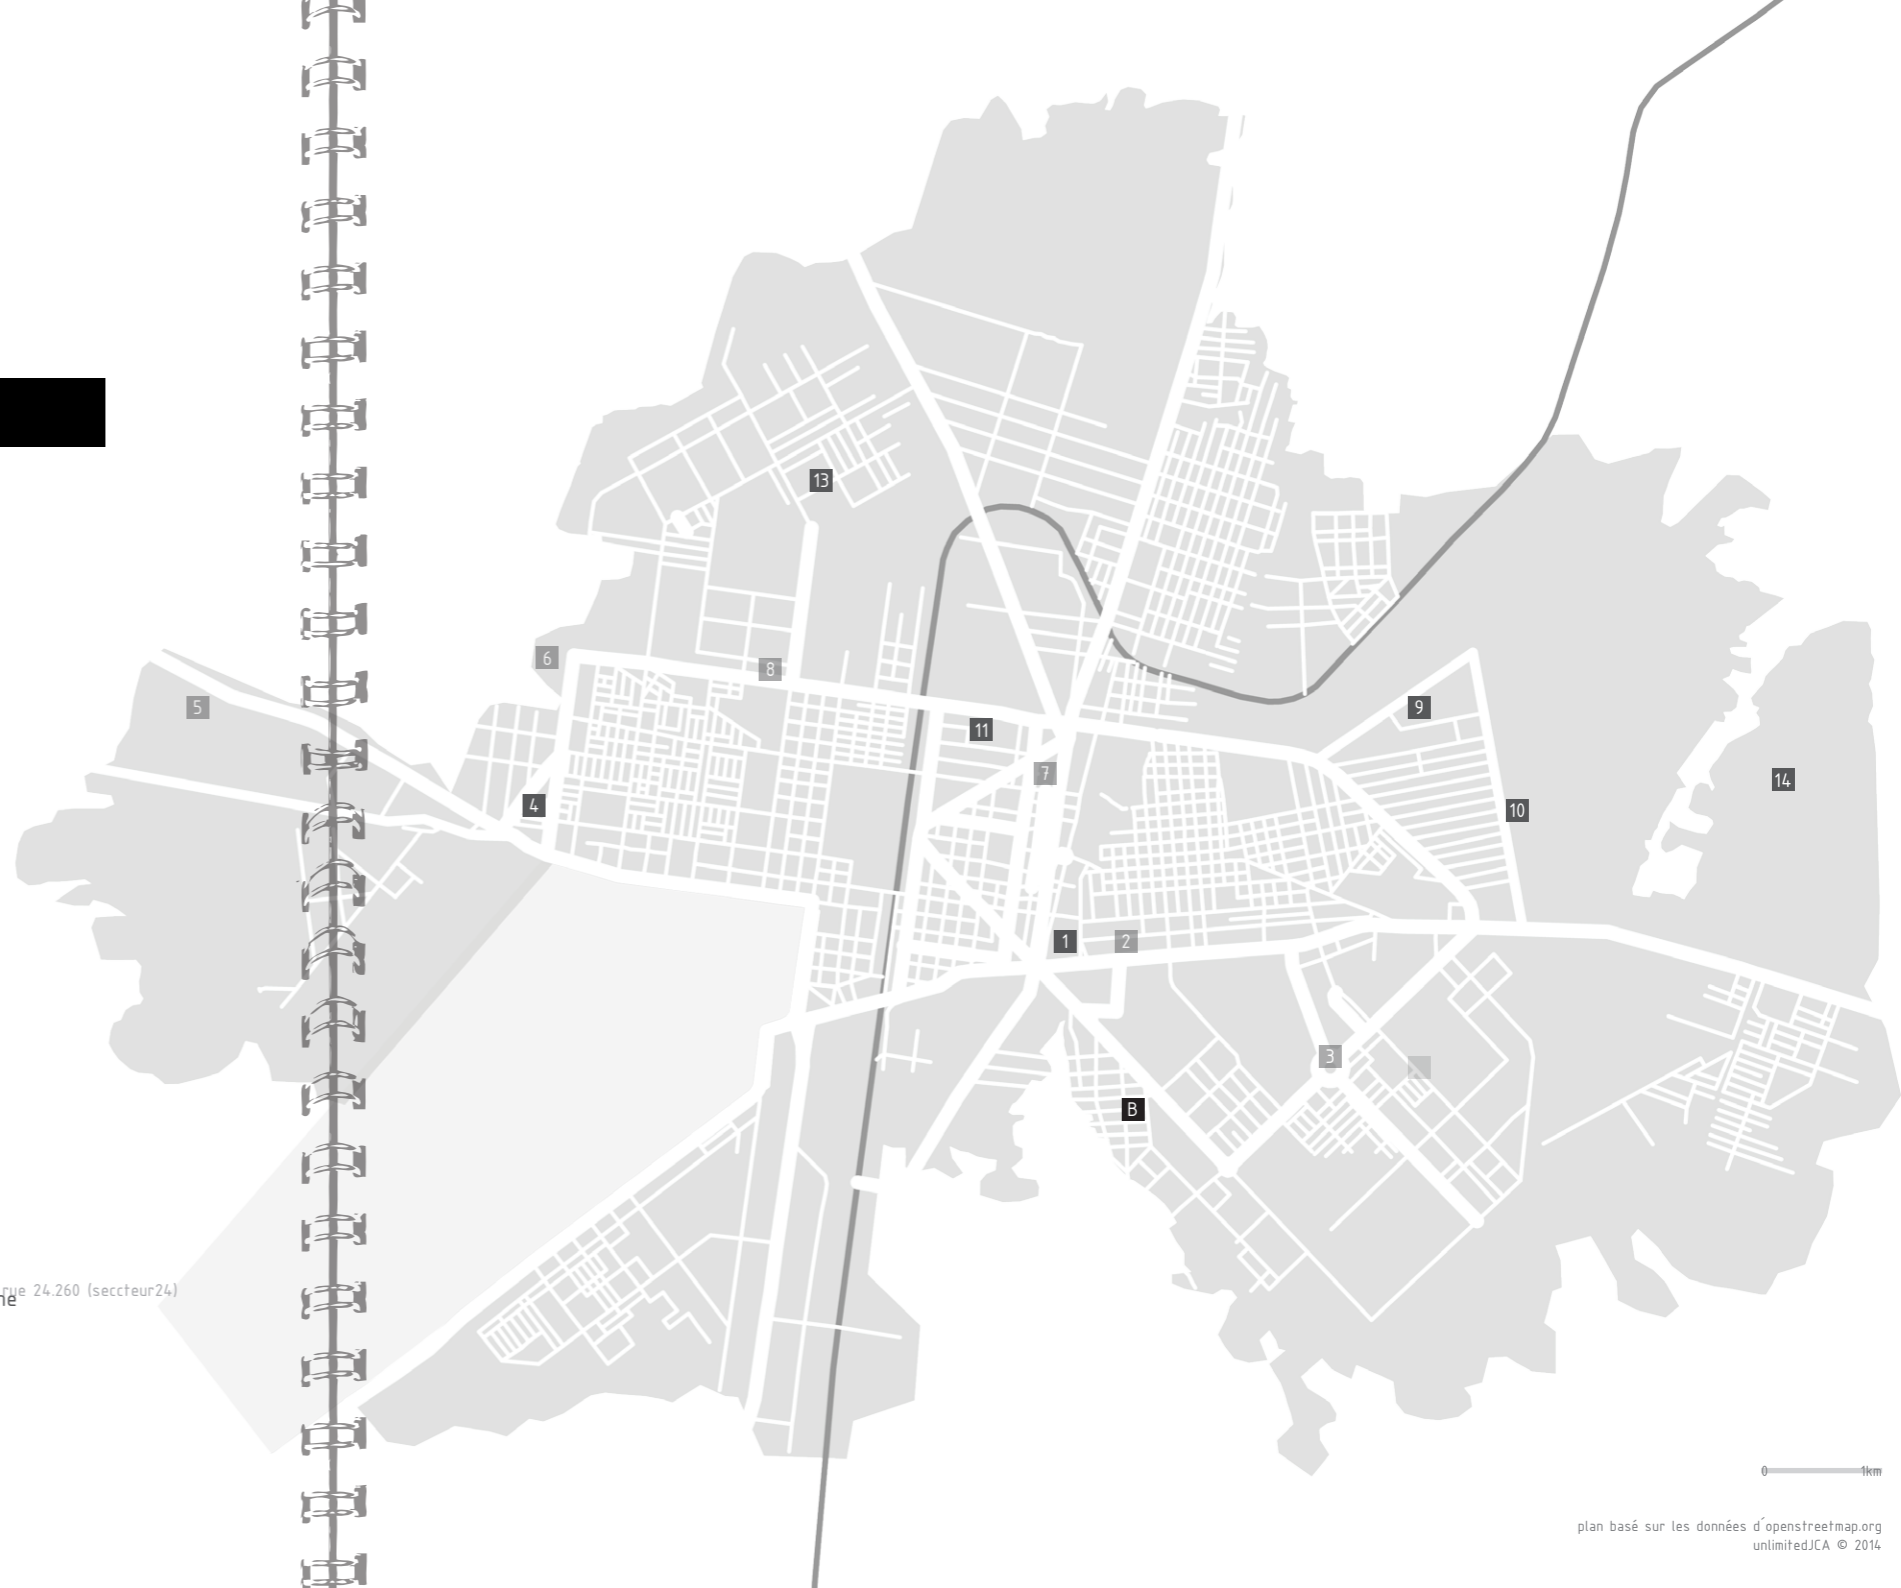 13
6
8
5
11
9
7
4
14
10
1
2
3
B
rue 24.260 (seccteur24)
ne
0 1km
plan basé sur les données d´openstreetmap.org
unlimitedJCA © 2014